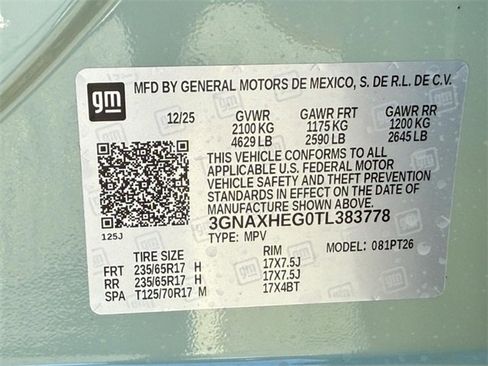 gm
MFD BY GENERAL MOTORS DE MEXICO, S. DE R.L. DE C.V.
12/25 GVWR GAWR FRT GAWR RR
2100 KG 1175 KG 1200 KG
4629 LB 2590 LB 2645 LB
THIS VEHICLE CONFORMS TO ALL
APPLICABLE U.S. FEDERAL MOTOR
VEHICLE SAFETY AND THEFT PREVENTION
STANDARDS IN EFFECT ON THE DATE OF
MANUFACTURE SHOWN ABOVE.
3GNAXHEG0TL383778
125J
TYPE: MPV MODEL: 081PT26
TIRE SIZE RIM
FRT 235/65R17 H 17X7.5J
RR 235/65R17 H 17X7.5J
SPA T125/70R17 M 17X4BT